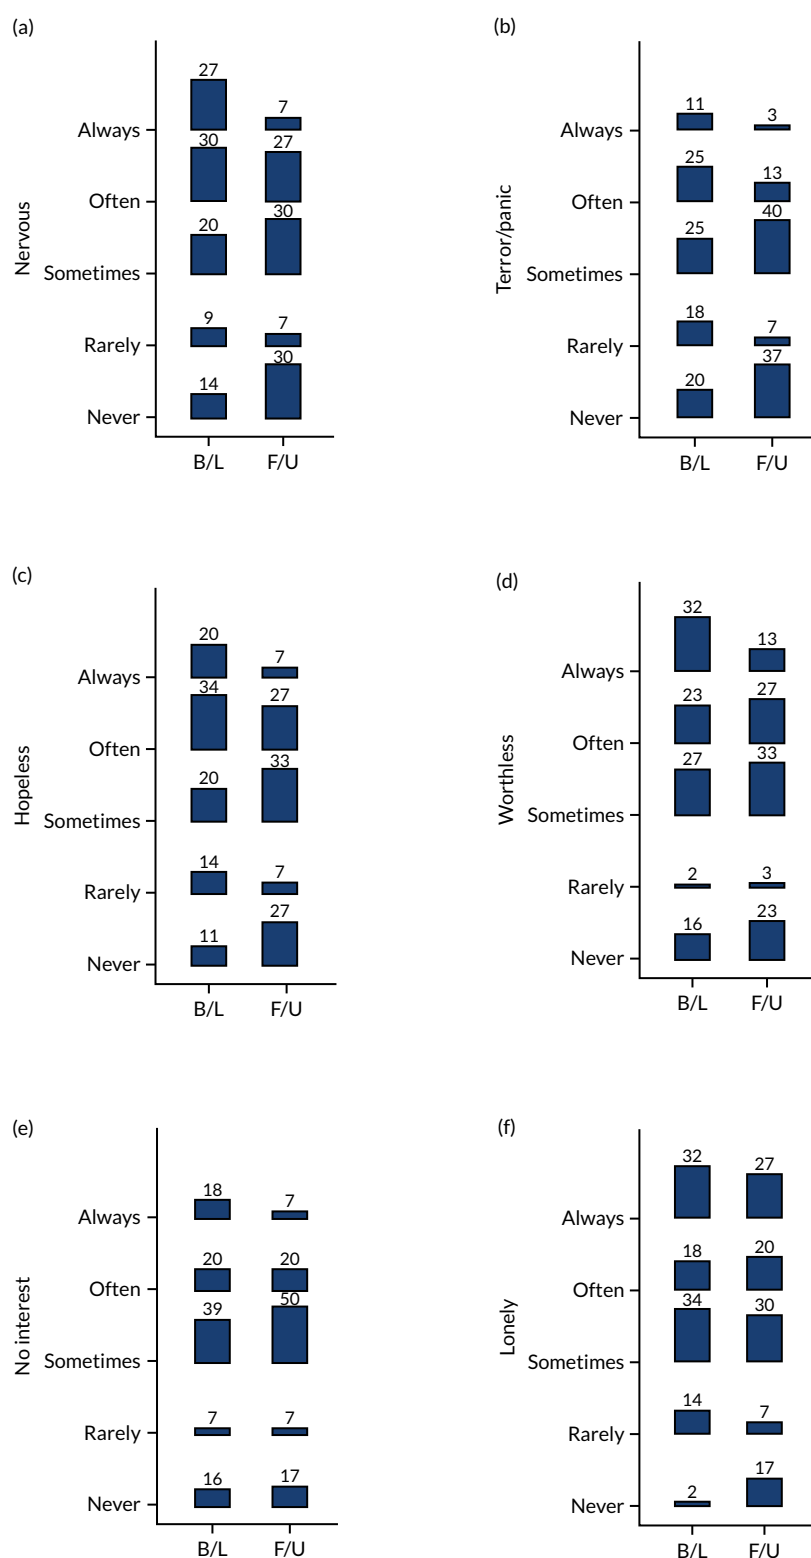 (a)
27
7
Always
30
27
Often
20
30
Sometimes
9
7
Rarely
14
30
Never
Nervous
B/L F/U
(b)
11
3
Always
25
13
Often
25
40
Sometimes
18
7
Rarely
20
37
Never
Terror/panic
B/L F/U
(c)
20
7
Always
34
27
Often
20
33
Sometimes
14
7
Rarely
11
27
Never
Hopeless
B/L F/U
(d)
32
13
Always
23
27
Often
27
33
Sometimes
2
3
Rarely
16
23
Never
Worthless
B/L F/U
(e)
18
7
Always
20
20
Often
39
50
Sometimes
7
7
Rarely
16
17
Never
No interest
B/L F/U
(f)
32
27
Always
18
20
Often
34
30
Sometimes
14
7
Rarely
2
17
Never
Lonely
B/L F/U